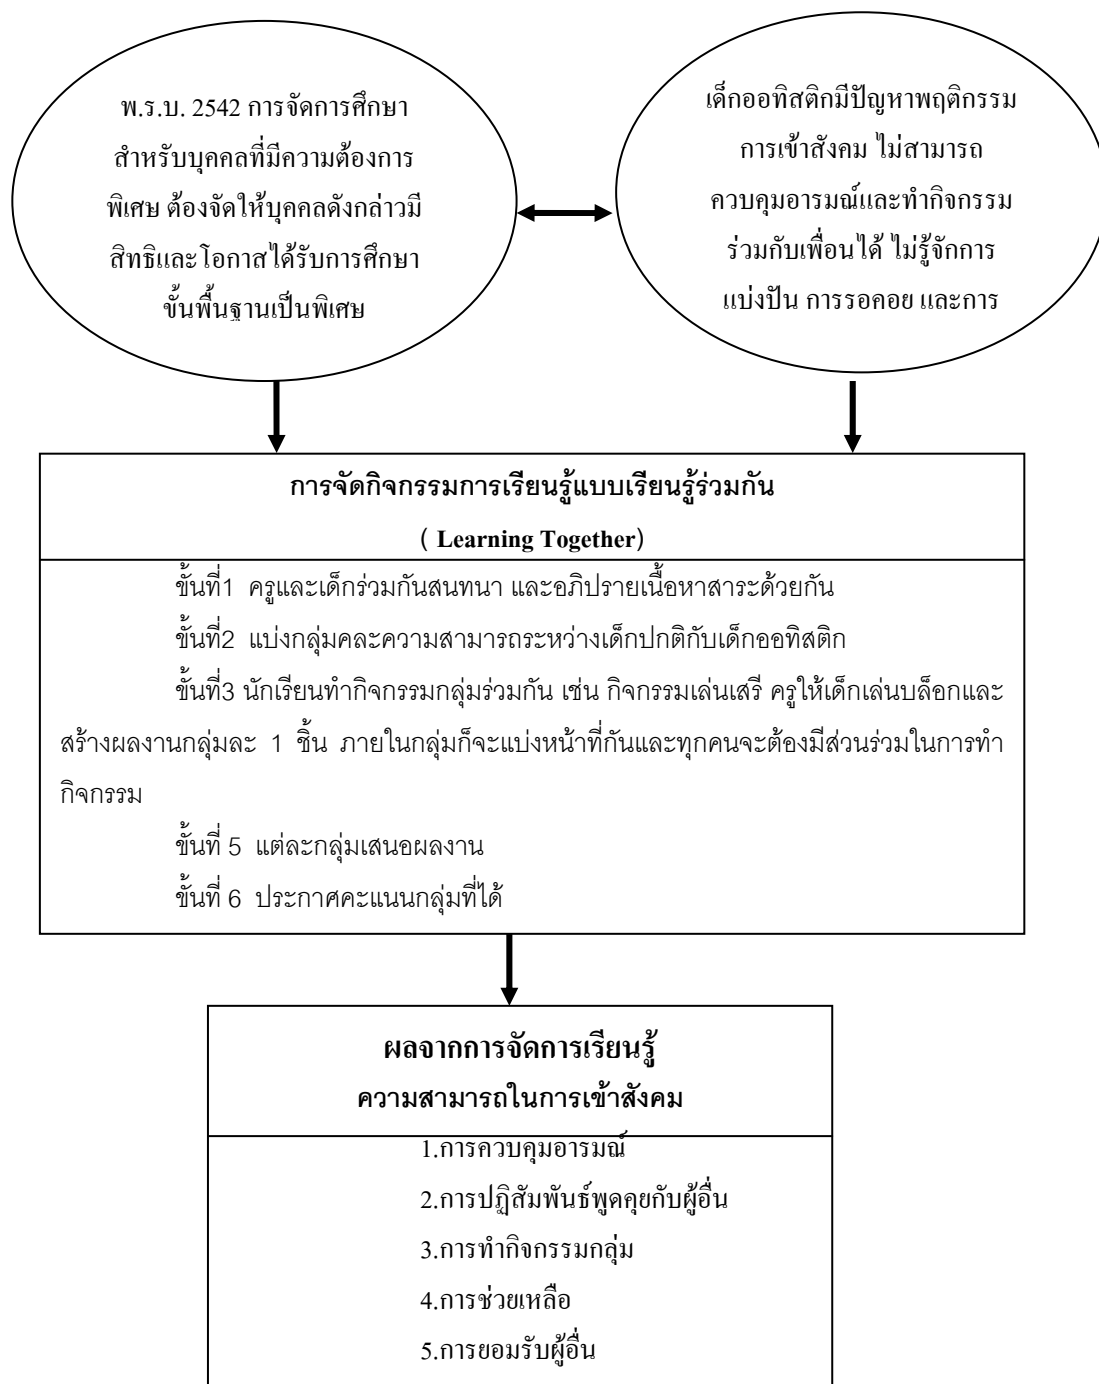 พ.ร.บ. 2542 การจัดการศึกษา
สำหรับบุคคลที่มีความต้องการ
พิเศษ ต้องจัดให้บุคคลดังกล่าวมี
สิทธิและโอกาสได้รับการศึกษา
ขั้นพื้นฐานเป็นพิเศษ
เด็กออทิสติกมีปัญหาพฤติกรรม
การเข้าสังคม ไม่สามารถ
ควบคุมอารมณ์และทำกิจกรรม
ร่วมกับเพื่อนได้ ไม่รู้จักการ
แบ่งปัน การรอคอย และการ
การจัดกิจกรรมการเรียนรู้แบบเรียนรู้ร่วมกัน
( Learning Together)
ขั้นที่1 ครูและเด็กร่วมกันสนทนา และอภิปรายเนื้อหาสาระด้วยกัน
ขั้นที่2 แบ่งกลุ่มคละความสามารถระหว่างเด็กปกติกับเด็กออทิสติก
ขั้นที่3 นักเรียนทำกิจกรรมกลุ่มร่วมกัน เช่น กิจกรรมเล่นเสรี ครูให้เด็กเล่นบล็อกและ
สร้างผลงานกลุ่มละ 1 ชิ้น ภายในกลุ่มก็จะแบ่งหน้าที่กันและทุกคนจะต้องมีส่วนร่วมในการทำ
กิจกรรม
ขั้นที่ 5 แต่ละกลุ่มเสนอผลงาน
ขั้นที่ 6 ประกาศคะแนนกลุ่มที่ได้
ผลจากการจัดการเรียนรู้
ความสามารถในการเข้าสังคม
1.การควบคุมอารมณ์
2.การปฏิสัมพันธ์พูดคุยกับผู้อื่น
3.การทำกิจกรรมกลุ่ม
4.การช่วยเหลือ
5.การยอมรับผู้อื่น